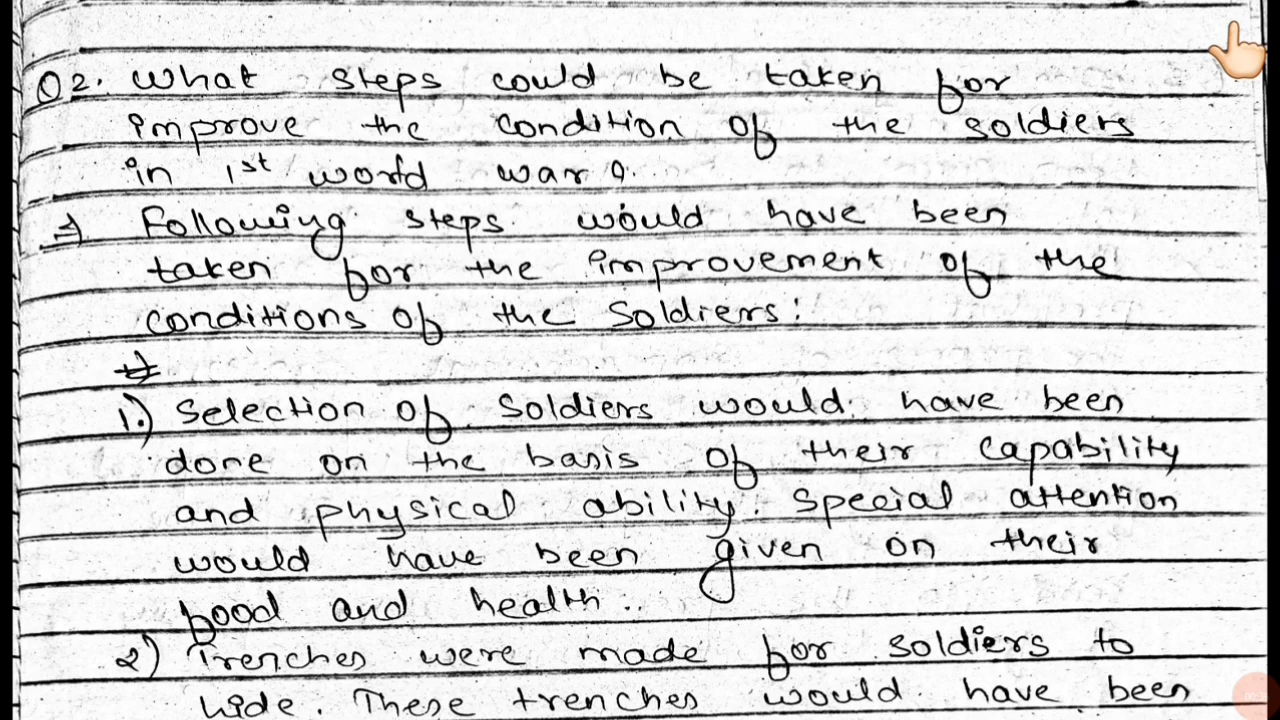 Q2. What steps could be taken for
improve the condition of the soldiers
in 1st world war ?
Following steps would have been
taken for the improvement of the
conditions of the Soldiers:
1.) Selection of Soldiers would have been
done on the basis of their capability
and physical ability. Special attention
would have been given on their
food and health.
2) Trenches were made for soldiers to
hide. These trenches would have been